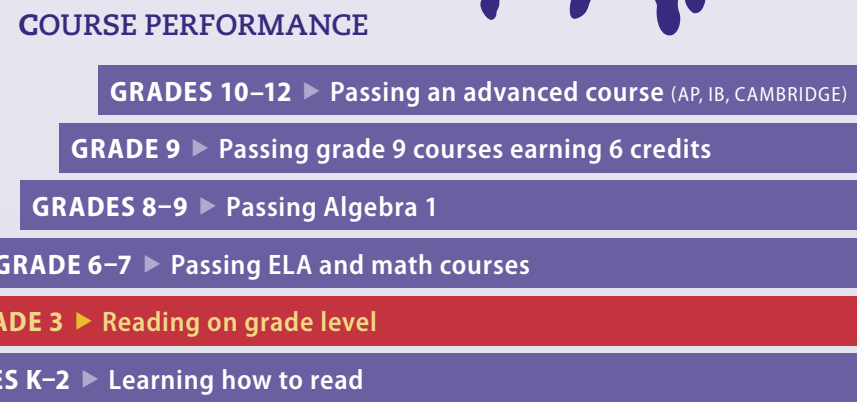 COURSE PERFORMANCE
GRADES 10–12 ▶ Passing an advanced course (AP, IB, CAMBRIDGE)
GRADE 9 ▶ Passing grade 9 courses earning 6 credits
GRADES 8–9 ▶ Passing Algebra 1
GRADE 6–7 ▶ Passing ELA and math courses
ADE 3 ▶ Reading on grade level
ES K–2 ▶ Learning how to read